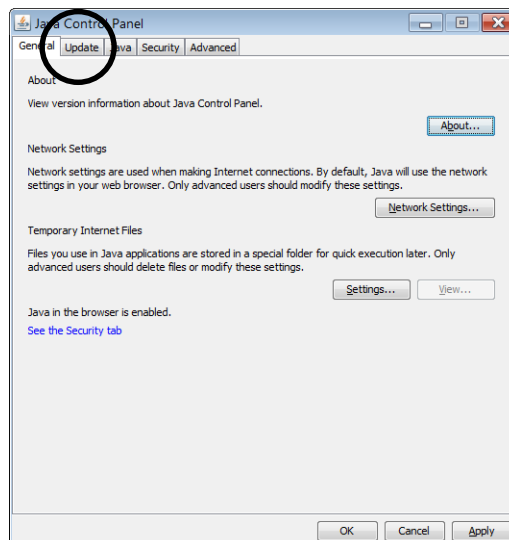 Java Control Panel
General Update Java Security Advanced
About
View version information about Java Control Panel.
About...
Network Settings
Network settings are used when making Internet connections. By default, Java will use the network
settings in your web browser. Only advanced users should modify these settings.
Network Settings...
Temporary Internet Files
Files you use in Java applications are stored in a special folder for quick execution later. Only
advanced users should delete files or modify these settings.
Settings... View...
Java in the browser is enabled.
See the Security tab
OK Cancel Apply